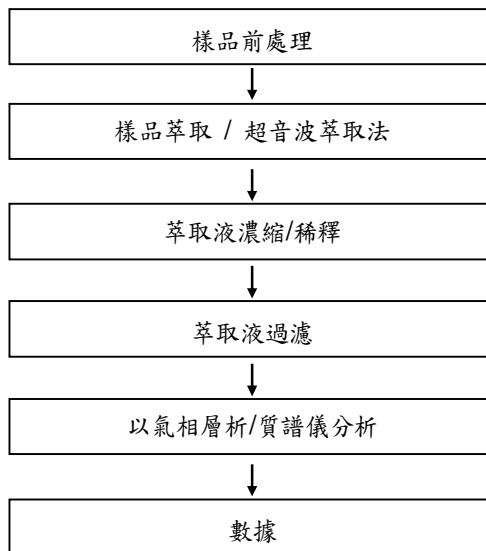 樣品前處理
樣品萃取 / 超音波萃取法
萃取液濃縮/稀釋
萃取液過濾
以氣相層析/質譜儀分析
數據